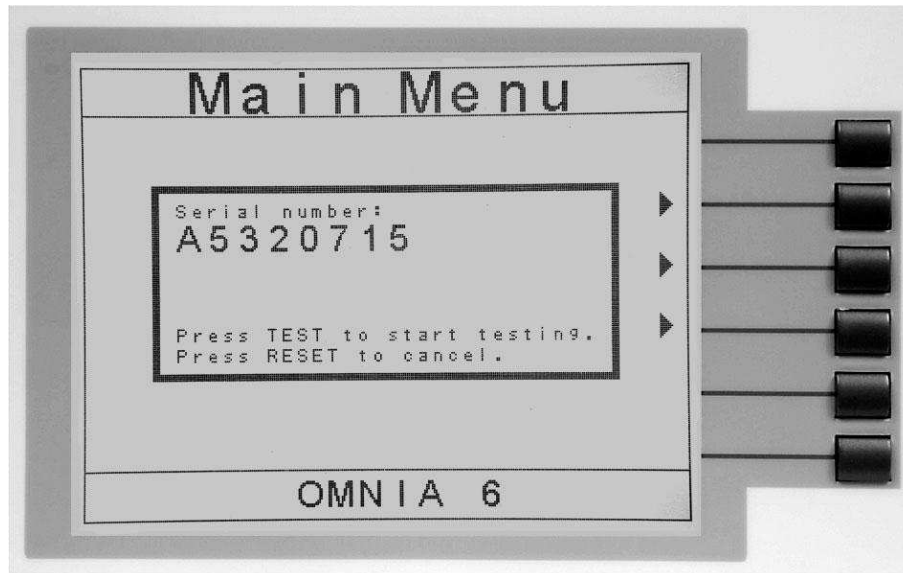 Main Menu
Serial number:
A5320715
Press TEST to start testing.
Press RESET to cancel.
OMNIA 6